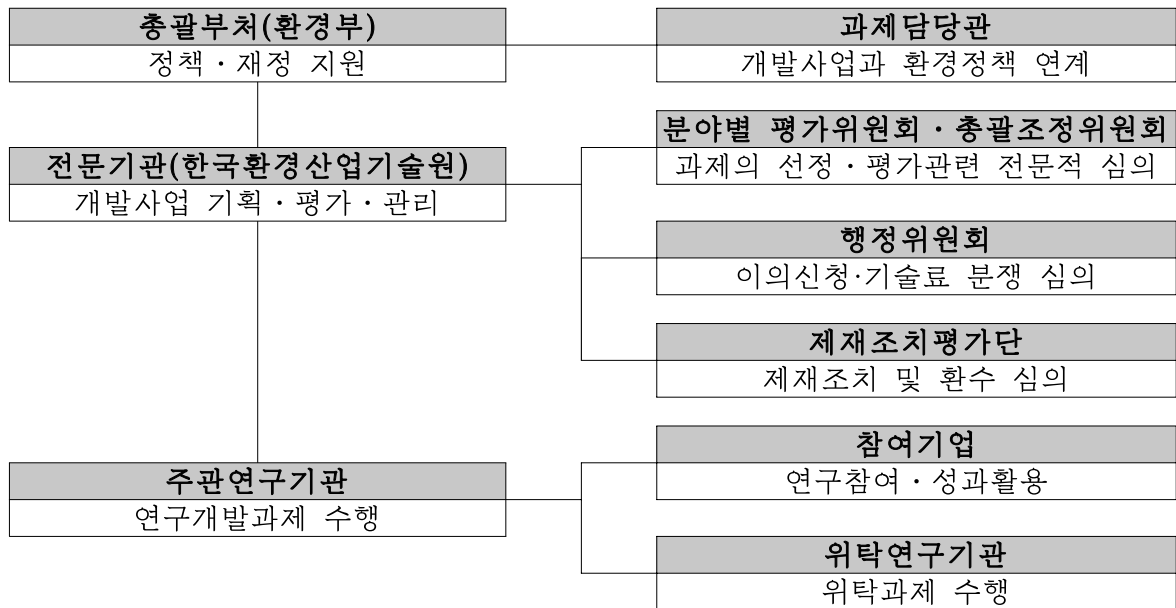 총괄부처(환경부)
정책·재정 지원
과제담당관
개발사업과 환경정책 연계
전문기관(한국환경산업기술원)
개발사업 기획·평가·관리
분야별 평가위원회·총괄조정위원회
과제의 선정·평가관련 전문적 심의
행정위원회
이의신청·기술료 분쟁 심의
제재조치평가단
제재조치 및 환수 심의
주관연구기관
연구개발과제 수행
참여기업
연구참여·성과활용
위탁연구기관
위탁과제 수행